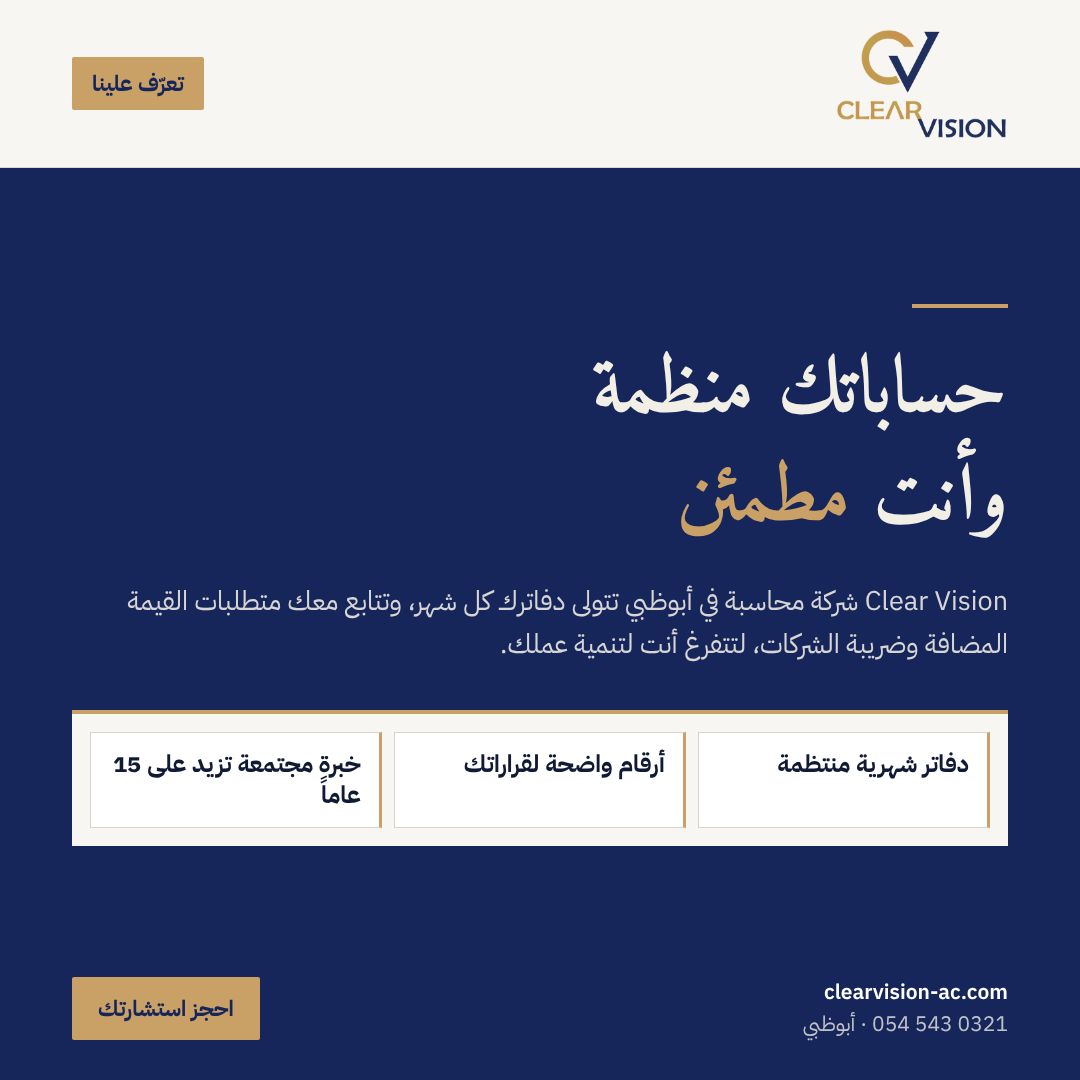 CLEAR
VISION
تعرّف علينا
حساباتك منظمة
وأنت مطمئن
Clear Vision شركة محاسبة في أبوظبي تتولى دفاترك كل شهر، وتتابع معك متطلبات القيمة
المضافة وضريبة الشركات، لتتفرغ أنت لتنمية عملك.
دفاتر شهرية منتظمة
أرقام واضحة لقراراتك
خبرة مجتمعة تزيد على 15
عاماً
clearvision-ac.com
054 543 0321 · أبوظبي
احجز استشارتك